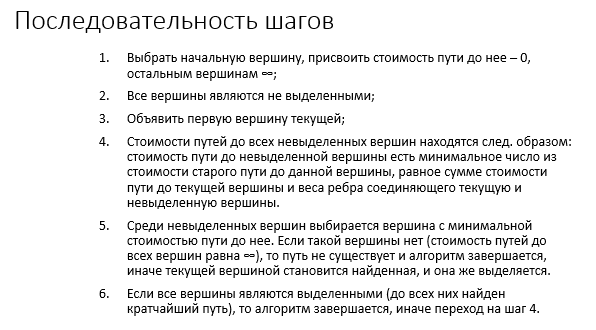 Последовательность шагов
1. Выбрать начальную вершину, присвоить стоимость пути до нее – 0,
остальным вершинам ∞;
2. Все вершины являются не выделенными;
3. Объявить первую вершину текущей;
4. Стоимости путей до всех невыделенных вершин находятся след. образом:
стоимость пути до невыделенной вершины есть минимальное число из
стоимости старого пути до данной вершины, равное сумме стоимости
пути до текущей вершины и веса ребра соединяющего текущую и
невыделенную вершины.
5. Среди невыделенных вершин выбирается вершина с минимальной
стоимостью пути до нее. Если такой вершины нет (стоимость путей до
всех вершин равна ∞), то путь не существует и алгоритм завершается,
иначе текущей вершиной становится найденная, и она же выделяется.
6. Если все вершины являются выделенными (до всех них найден
кратчайший путь), то алгоритм завершается, иначе переход на шаг 4.